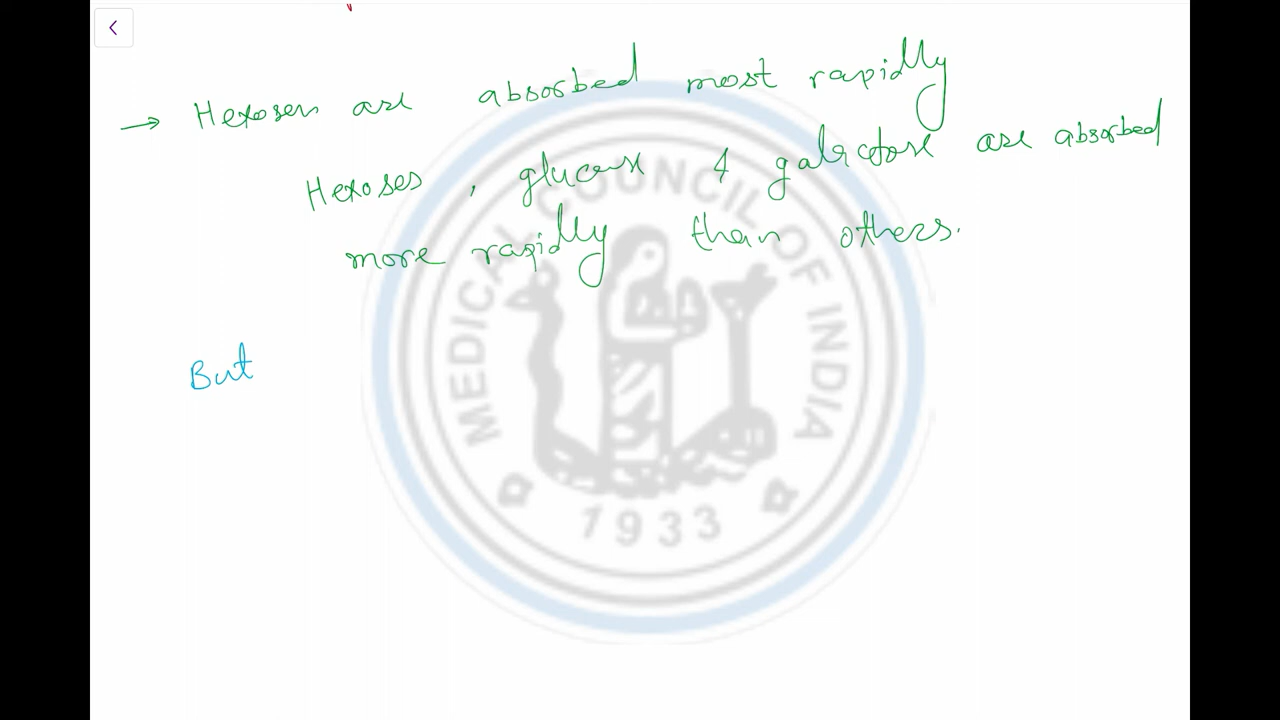 → Hexoses are absorbed most rapidly
Hexoses, glucose & galactose are absorbed
more rapidly than others.
But
MEDICAL COUNCIL OF INDIA
1933